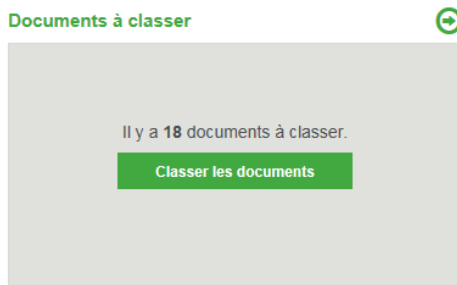 Documents à classer
Il y a 18 documents à classer.
Classer les documents